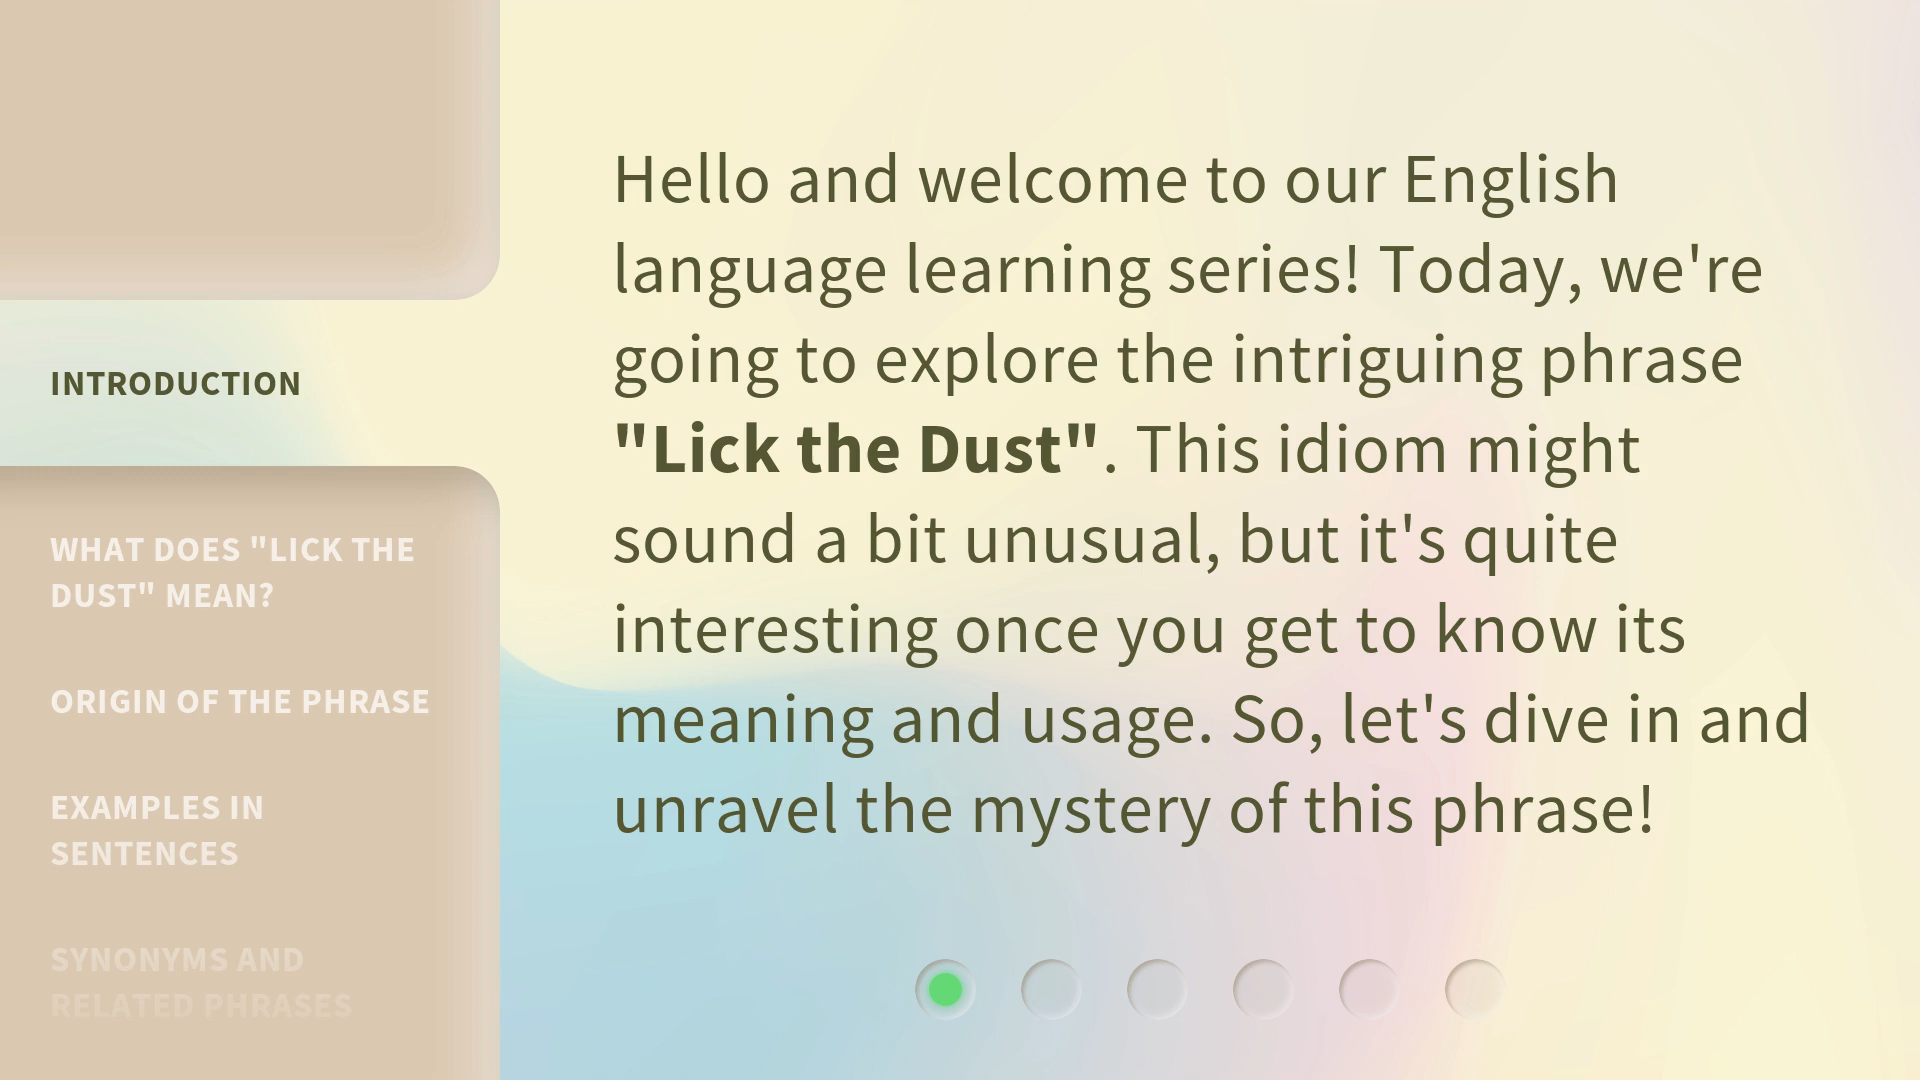 INTRODUCTION
WHAT DOES "LICK THE
DUST" MEAN?
ORIGIN OF THE PHRASE
EXAMPLES IN
SENTENCES
SYNONYMS AND
RELATED PHRASES
Hello and welcome to our English
language learning series! Today, we're
going to explore the intriguing phrase
"Lick the Dust". This idiom might
sound a bit unusual, but it's quite
interesting once you get to know its
meaning and usage. So, let's dive in and
unravel the mystery of this phrase!